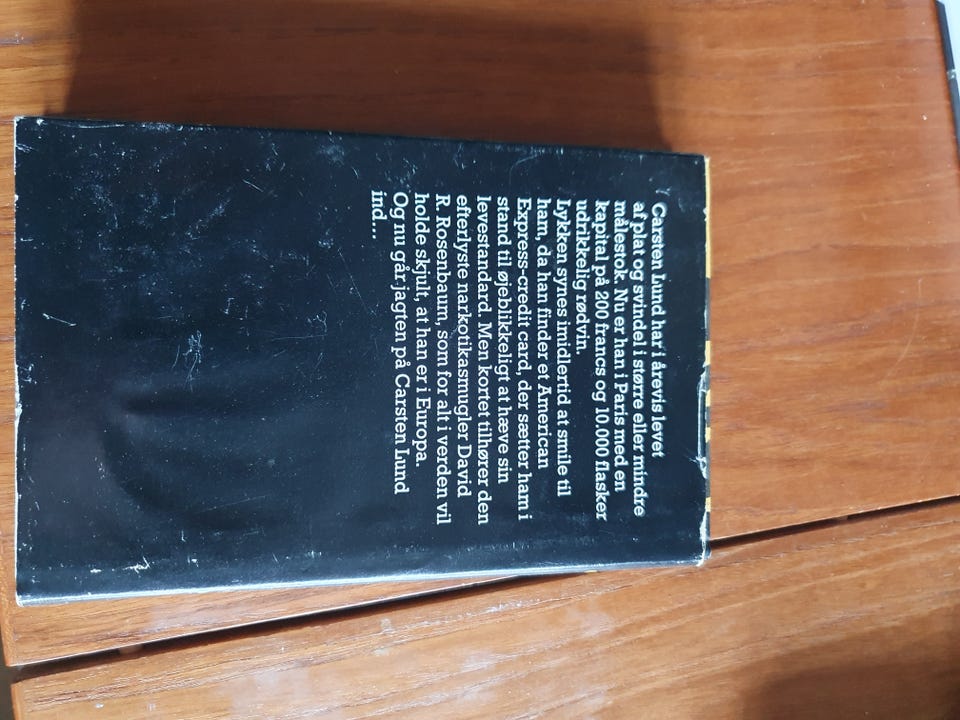 Carsten Lund har i årevis levet
af plat og svindel i større eller mindre
målestok. Nu er han i Paris med en
kapital på 200 francs og 10.000 flasker
udrikkelig rødvin.
Lykken synes imidlertid at smile til
ham, da han finder et American
Express-credit card, der sætter ham i
stand til øjeblikkeligt at hæve sin
levestandard. Men kortet tilhører den
efterlyste narkotikasmugler David
R. Rosenbaum, som for alt i verden vil
holde skjult, at han er i Europa.
Og nu går jagten på Carsten Lund
ind...